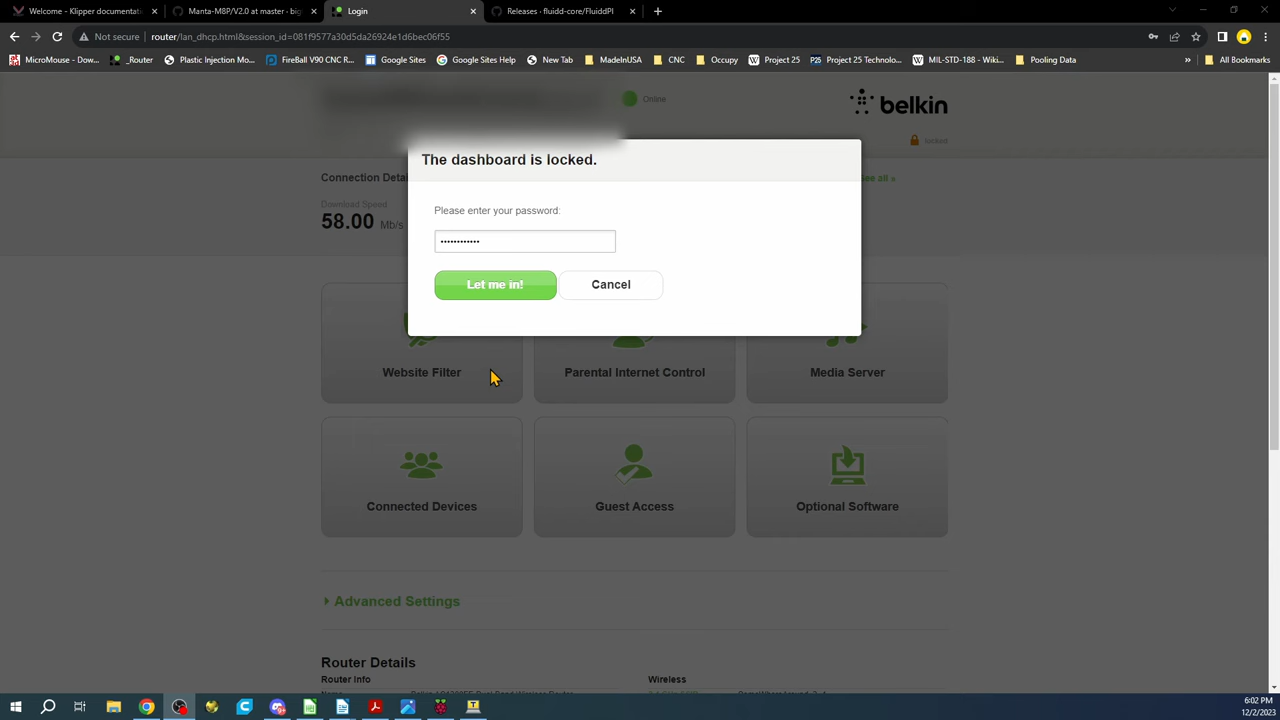 Welcome - Klipper documentati
Manta-M8P/V2.0 at master · big
Login
Releases · fluidd-core/FluiddPI
Not secure
router/lan_dhcp.html&session_id=081f9577a30d5da26924e1d6bec06f55
MicroMouse - Dow...
_Router
Plastic Injection Mo...
FireBall V90 CNC R...
Google Sites
Google Sites Help
New Tab
MadeInUSA
CNC
Occupy
Project 25
Project 25 Technolo...
MIL-STD-188 - Wiki...
Pooling Data
»
All Bookmarks
Online
belkin
locked
The dashboard is locked.
Connection Detai
See all »
Download Speed
58.00 Mb/s
Please enter your password:
••••••••••••
Let me in!
Cancel
Website Filter
Parental Internet Control
Media Server
Connected Devices
Guest Access
Optional Software
Advanced Settings
Router Details
Router Info
Wireless
6:02 PM
12/2/2023